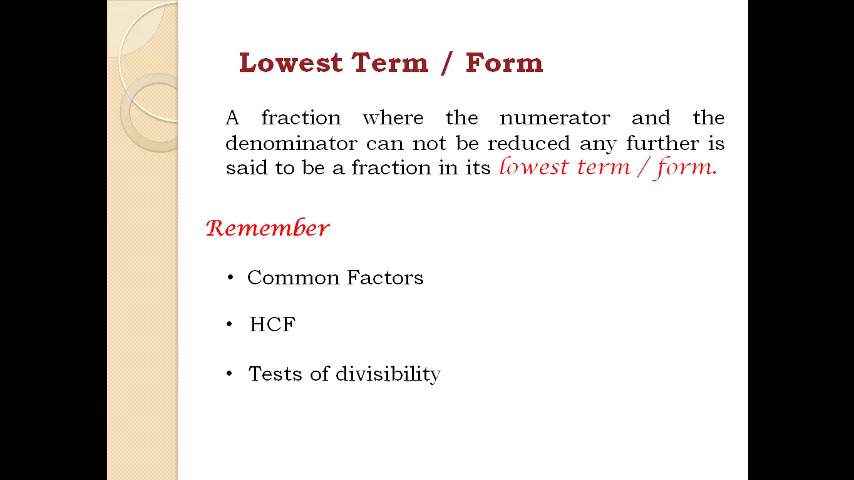 Lowest Term / Form
A fraction where the numerator and the
denominator can not be reduced any further is
said to be a fraction in its lowest term / form.
Remember
• Common Factors
• HCF
• Tests of divisibility